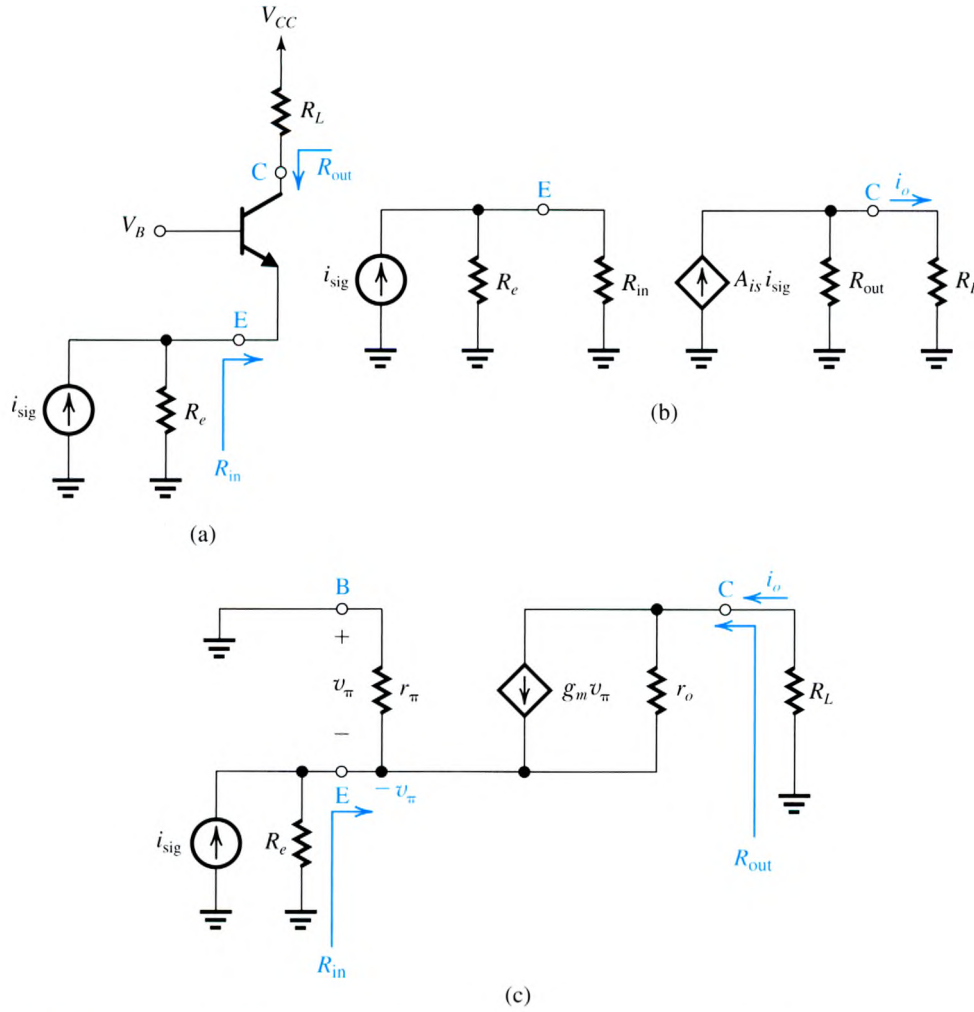 V_CC
R_L
C
R_out
V_B
E
i_sig
R_e
R_in
(a)
E
i_sig
R_e
R_in
C
i_o
A_is i_sig
R_out
R_L
(b)
B
+
v_π
r_π
−
E
− v_π
i_sig
R_e
R_in
g_m v_π
r_o
C
i_o
R_L
R_out
(c)